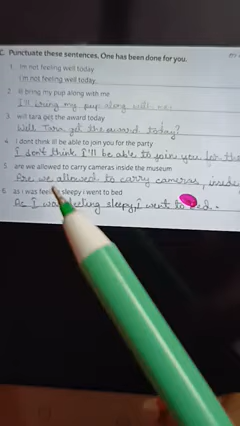 C. Punctuate these sentences. One has been done for you.
1. im not feeling well today
I'm not feeling well today.
2. ill bring my pup along with me
I'll bring my pup along with me.
3. will tara get the award today
Will Tara get the award today?
4. i dont think ill be able to join you for the party
I don't think I'll be able to join you for the
5. are we allowed to carry cameras inside the museum
Are we allowed to carry cameras, inside
6. as i was feeling sleepy i went to bed
As I was feeling sleepy, I went to bed.